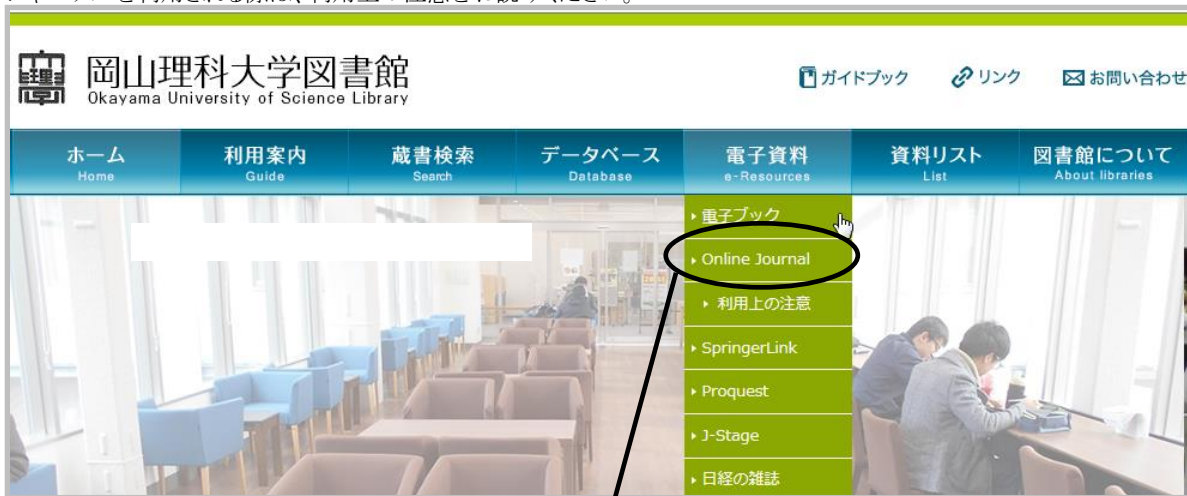 岡山理科大学図書館
Okayama University of Science Library
ガイドブック リンク お問い合わせ
ホーム 利用案内 蔵書検索 データベース 電子資料 資料リスト 図書館について
Home Guide Search Database e-Resources List About libraries
電子ブック
Online Journal
利用上の注意
SpringerLink
Proquest
J-Stage
日経の雑誌